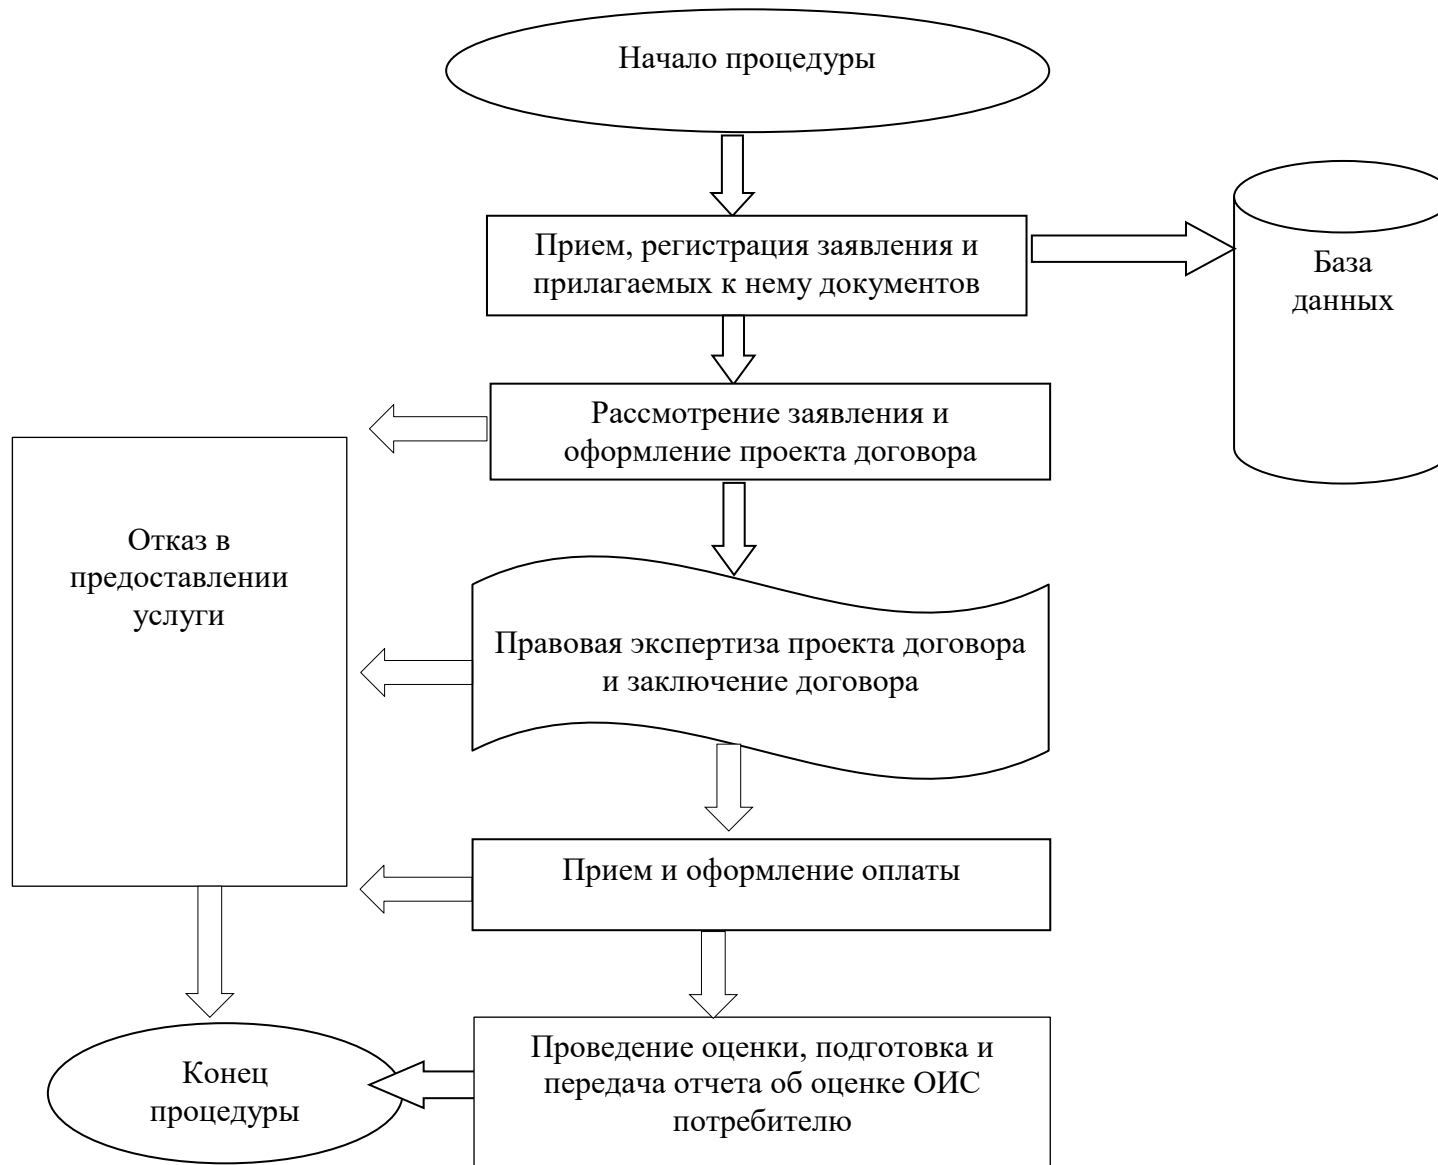 Начало процедуры
Прием, регистрация заявления и
прилагаемых к нему документов
База
данных
Рассмотрение заявления и
оформление проекта договора
Отказ в
предоставлении
услуги
Правовая экспертиза проекта договора
и заключение договора
Прием и оформление оплаты
Проведение оценки, подготовка и
передача отчета об оценке ОИС
потребителю
Конец
процедуры